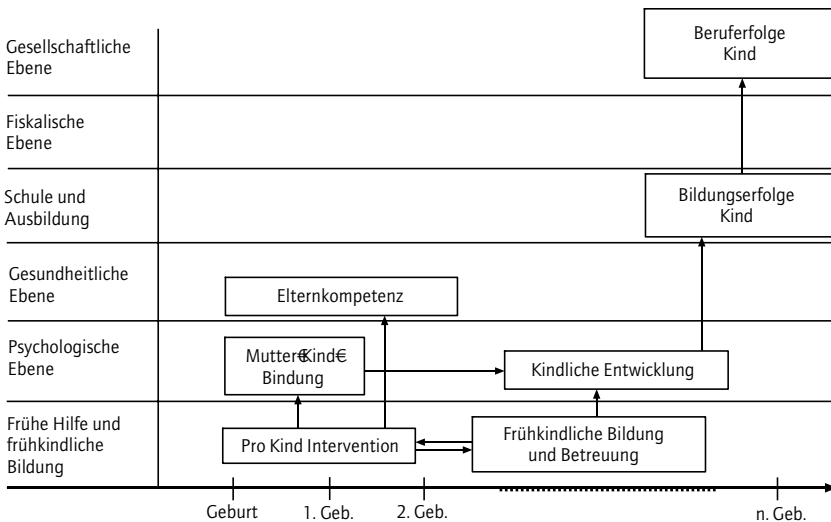 Gesellschaftliche
Ebene
Beruferfolge
Kind
Fiskalische
Ebene
Schule und
Ausbildung
Bildungserfolge
Kind
Gesundheitliche
Ebene
Elternkompetenz
Psychologische
Ebene
Mutter€Kind€
Bindung
Kindliche Entwicklung
Frühe Hilfe und
frühkindliche
Bildung
Pro Kind Intervention
Frühkindliche Bildung
und Betreuung
Geburt
1. Geb.
2. Geb.
n. Geb.